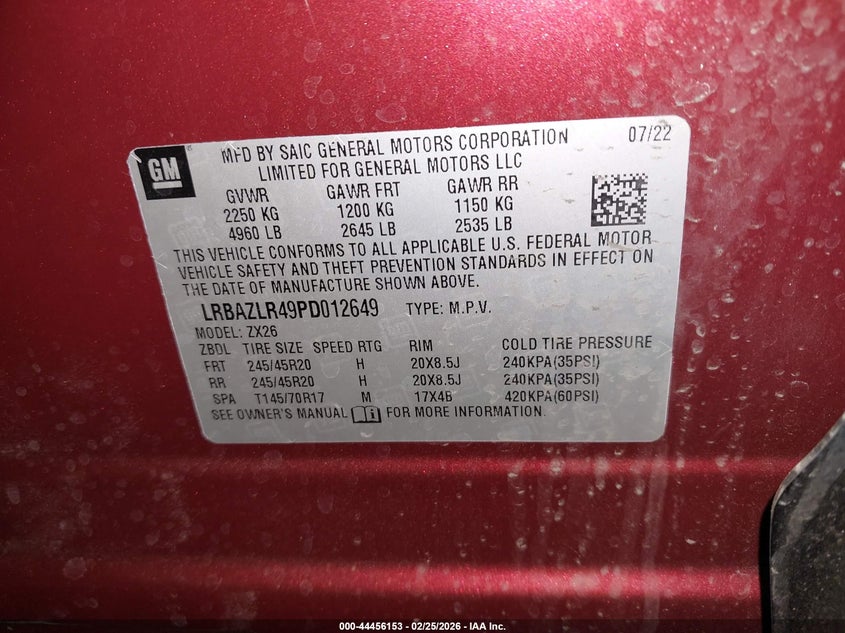 GM
MFD BY SAIC GENERAL MOTORS CORPORATION 07/22
LIMITED FOR GENERAL MOTORS LLC
GVWR GAWR FRT GAWR RR
2250 KG 1200 KG 1150 KG
4960 LB 2645 LB 2535 LB
THIS VEHICLE CONFORMS TO ALL APPLICABLE U.S. FEDERAL MOTOR
VEHICLE SAFETY AND THEFT PREVENTION STANDARDS IN EFFECT ON
THE DATE OF MANUFACTURE SHOWN ABOVE.
LRBAZLR49PD012649 TYPE: M.P.V.
MODEL: ZX26
ZBDL TIRE SIZE SPEED RTG RIM COLD TIRE PRESSURE
FRT 245/45R20 H 20X8.5J 240KPA(35PSI)
RR 245/45R20 H 20X8.5J 240KPA(35PSI)
SPA T145/70R17 M 17X4B 420KPA(60PSI)
SEE OWNER'S MANUAL FOR MORE INFORMATION.
000-44456153 — 02/25/2026 — IAA Inc.